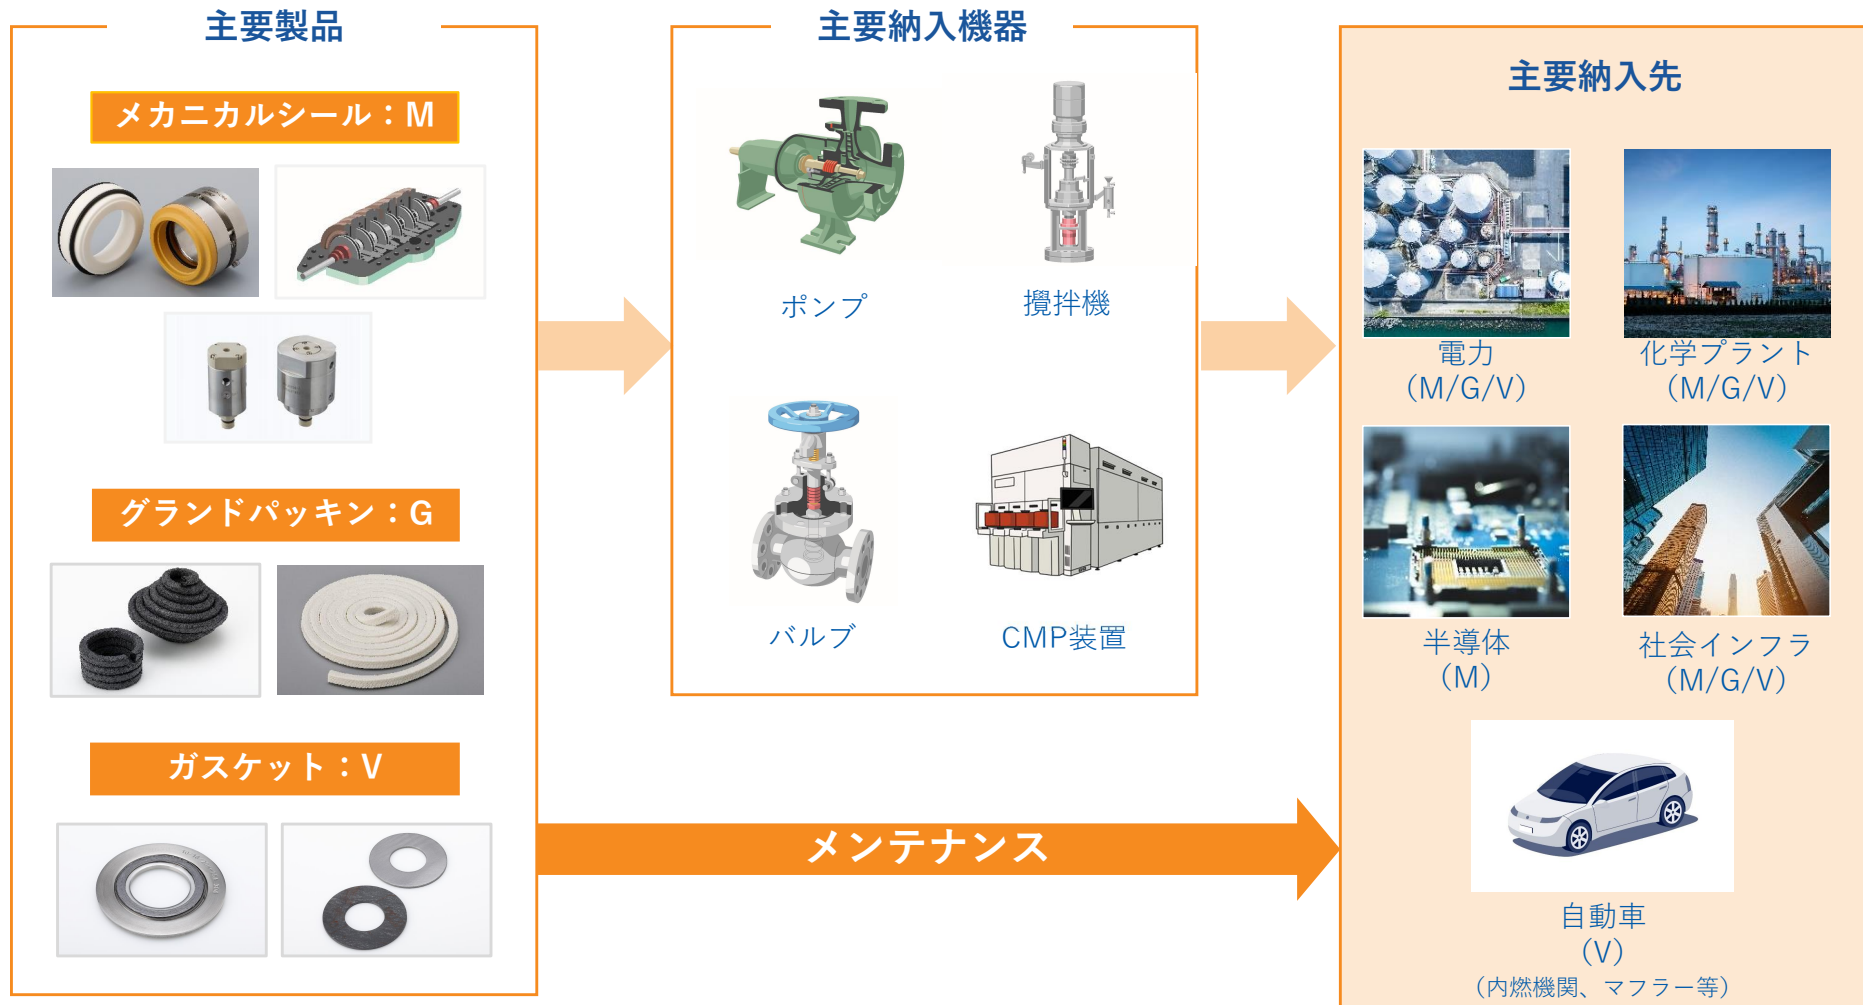 主要製品
メカニカルシール：M
グランドパッキン：G
ガスケット：V
主要納入機器
ポンプ
攪拌機
バルブ
CMP装置
メンテナンス
主要納入先
電力
（M/G/V）
化学プラント
（M/G/V）
半導体
（M）
社会インフラ
（M/G/V）
自動車
（V）
（内燃機関、マフラー等）